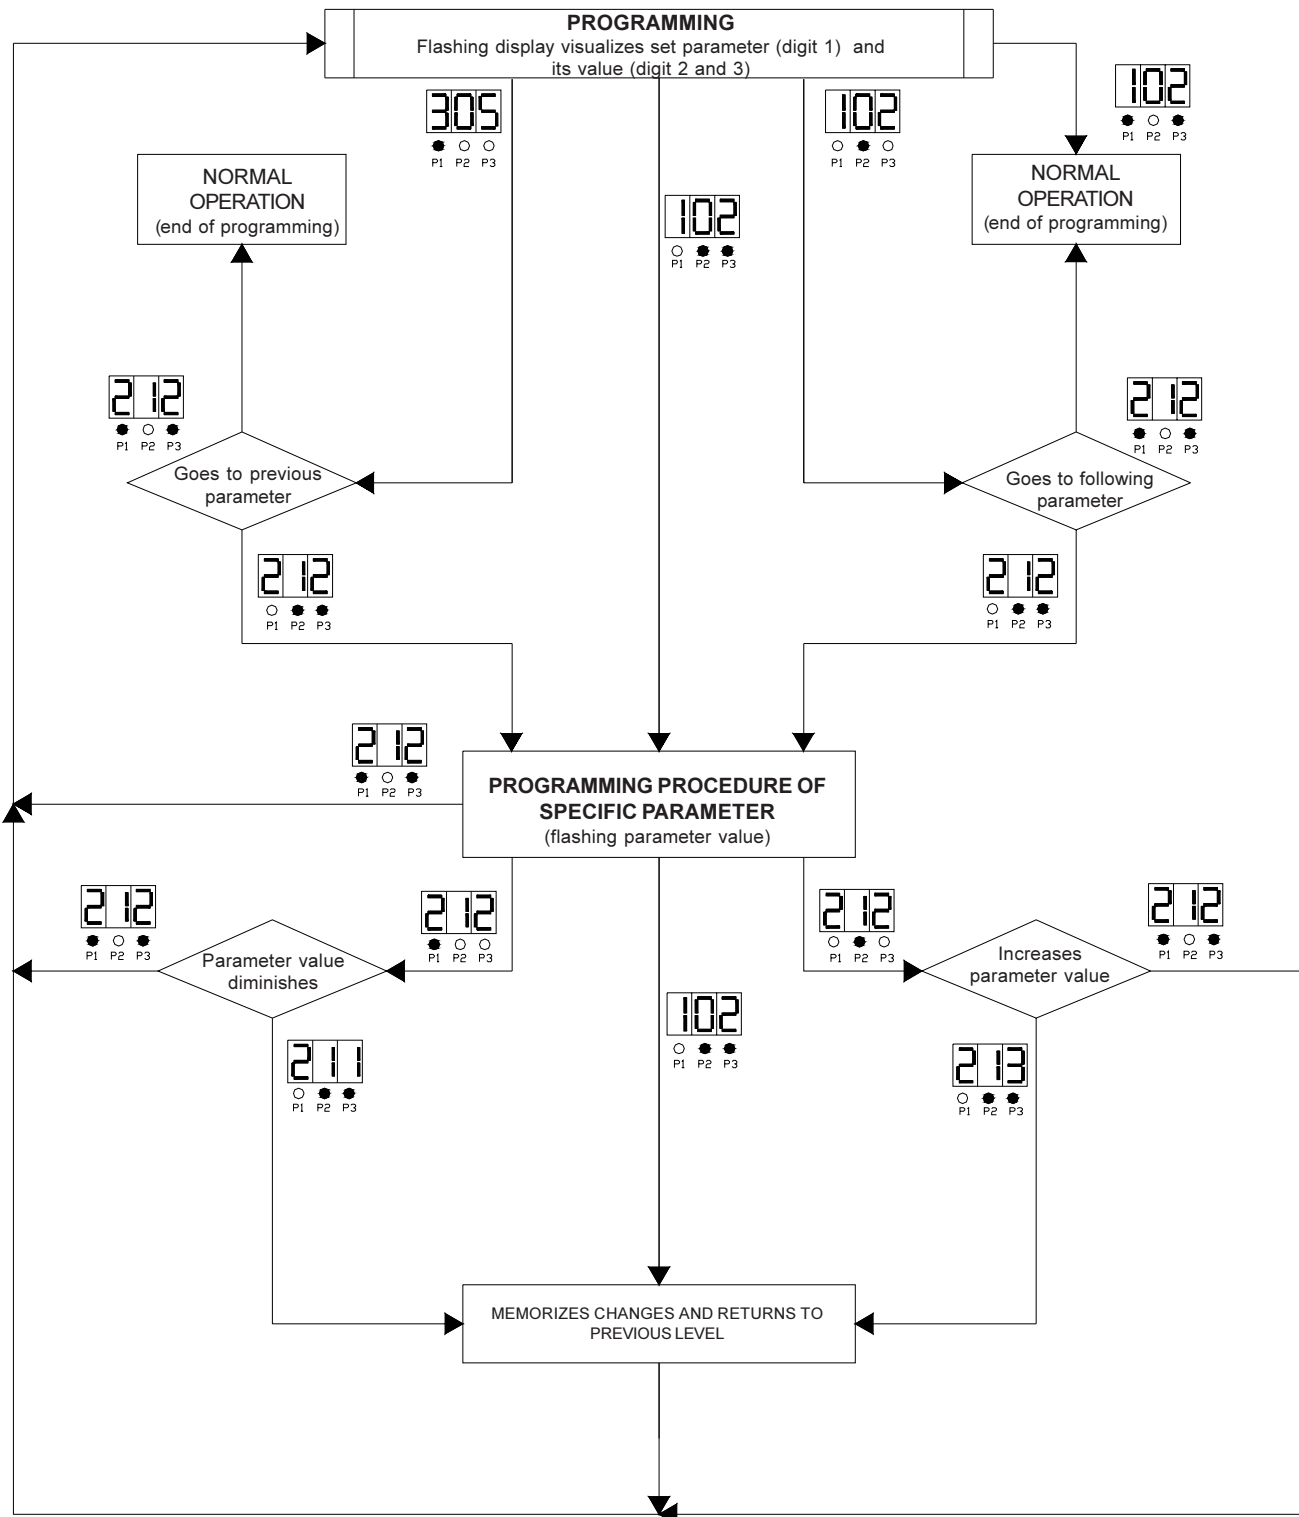 PROGRAMMING
Flashing display visualizes set parameter (digit 1) and
its value (digit 2 and 3)
305
P1 P2 P3
102
P1 P2 P3
102
P1 P2 P3
NORMAL
OPERATION
(end of programming)
NORMAL
OPERATION
(end of programming)
102
P1 P2 P3
212
P1 P2 P3
212
P1 P2 P3
Goes to previous
parameter
Goes to following
parameter
212
P1 P2 P3
212
P1 P2 P3
212
P1 P2 P3
PROGRAMMING PROCEDURE OF
SPECIFIC PARAMETER
(flashing parameter value)
212
P1 P2 P3
212
P1 P2 P3
212
P1 P2 P3
212
P1 P2 P3
Parameter value
diminishes
Increases
parameter value
102
P1 P2 P3
211
P1 P2 P3
213
P1 P2 P3
MEMORIZES CHANGES AND RETURNS TO
PREVIOUS LEVEL